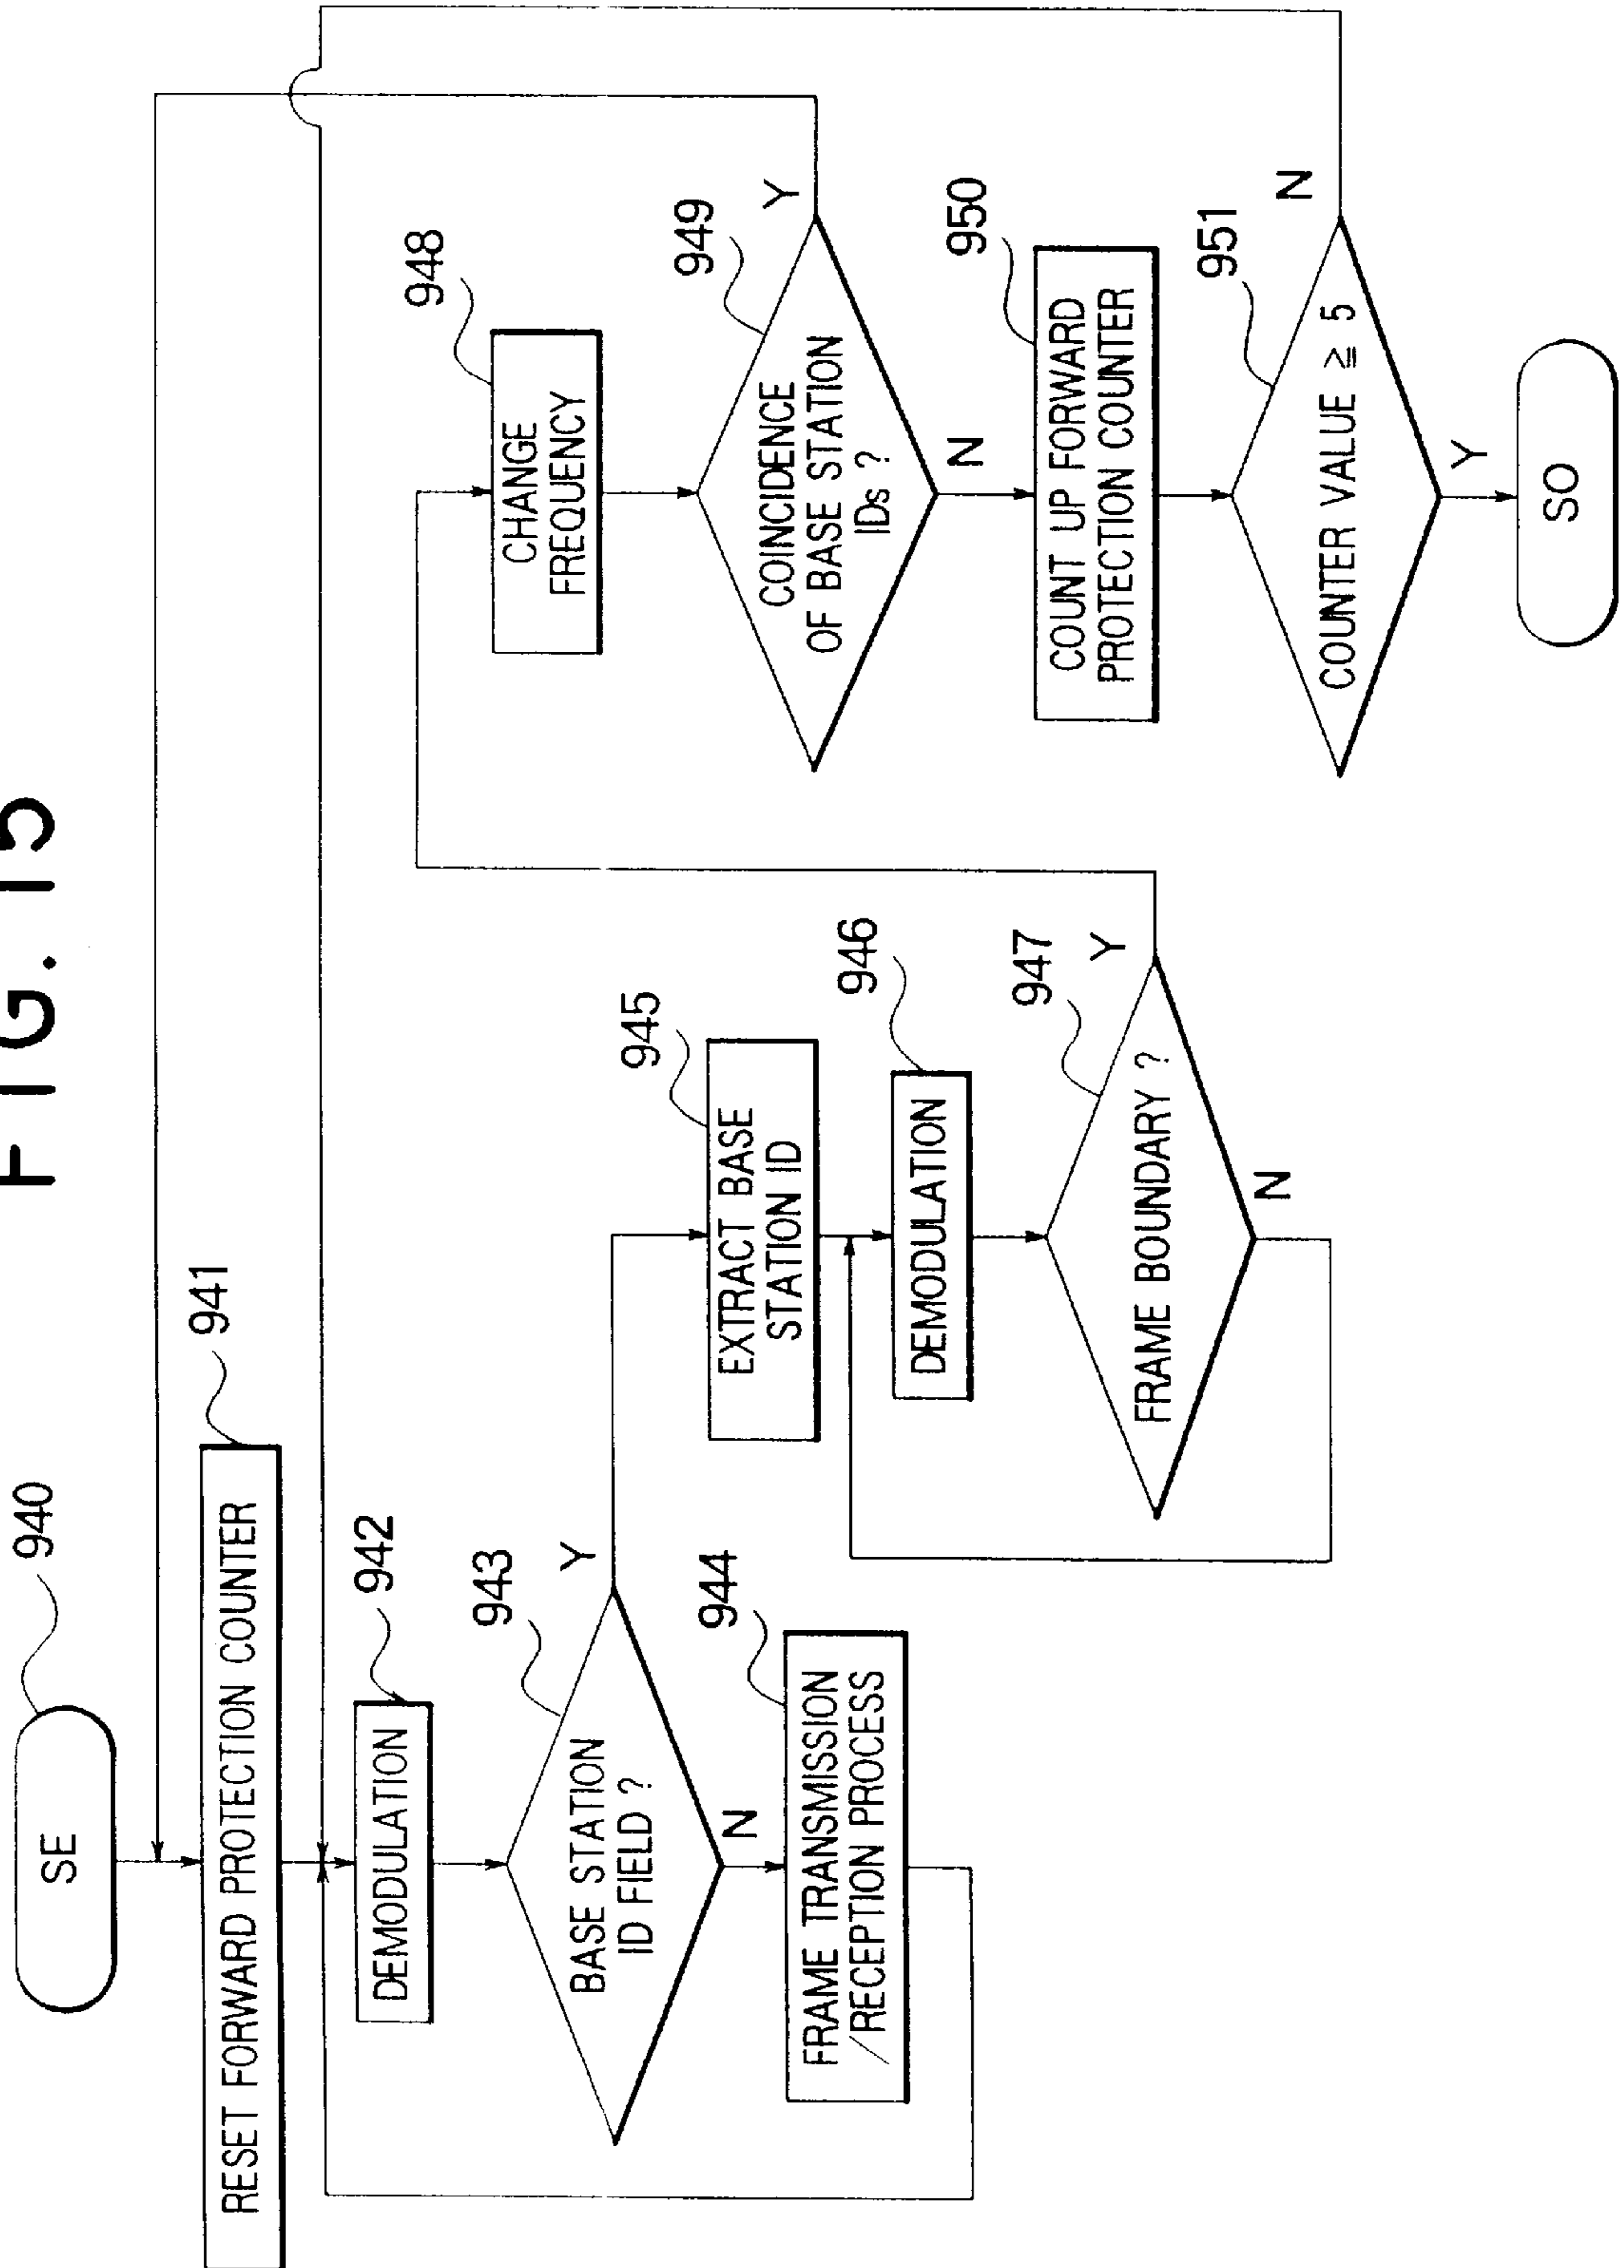 FIG. 15
SE
940
RESET FORWARD PROTECTION COUNTER
941
DEMODULATION
942
BASE STATION
ID FIELD ?
943
Y
N
FRAME TRANSMISSION
/RECEPTION PROCESS
944
EXTRACT BASE
STATION ID
945
DEMODULATION
946
FRAME BOUNDARY ?
947
Y
N
CHANGE
FREQUENCY
948
COINCIDENCE
OF BASE STATION
IDs ?
949
Y
N
COUNT UP FORWARD
PROTECTION COUNTER
950
COUNTER VALUE ≧ 5
951
N
Y
SO